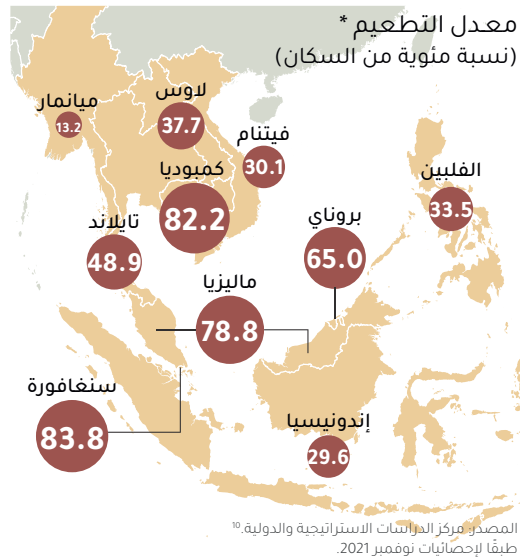 معدل التطعيم *
(نسبة مئوية من السكان)
ميانمار
13.2
لاوس
37.7
فيتنام
30.1
كمبوديا
82.2
تايلاند
48.9
الفلبين
33.5
بروناي
65.0
ماليزيا
78.8
سنغافورة
83.8
إندونيسيا
29.6
المصدر: مركز الدراسات الاستراتيجية والدولية.¹⁰
طبقًا لإحصائيات نوفمبر 2021.